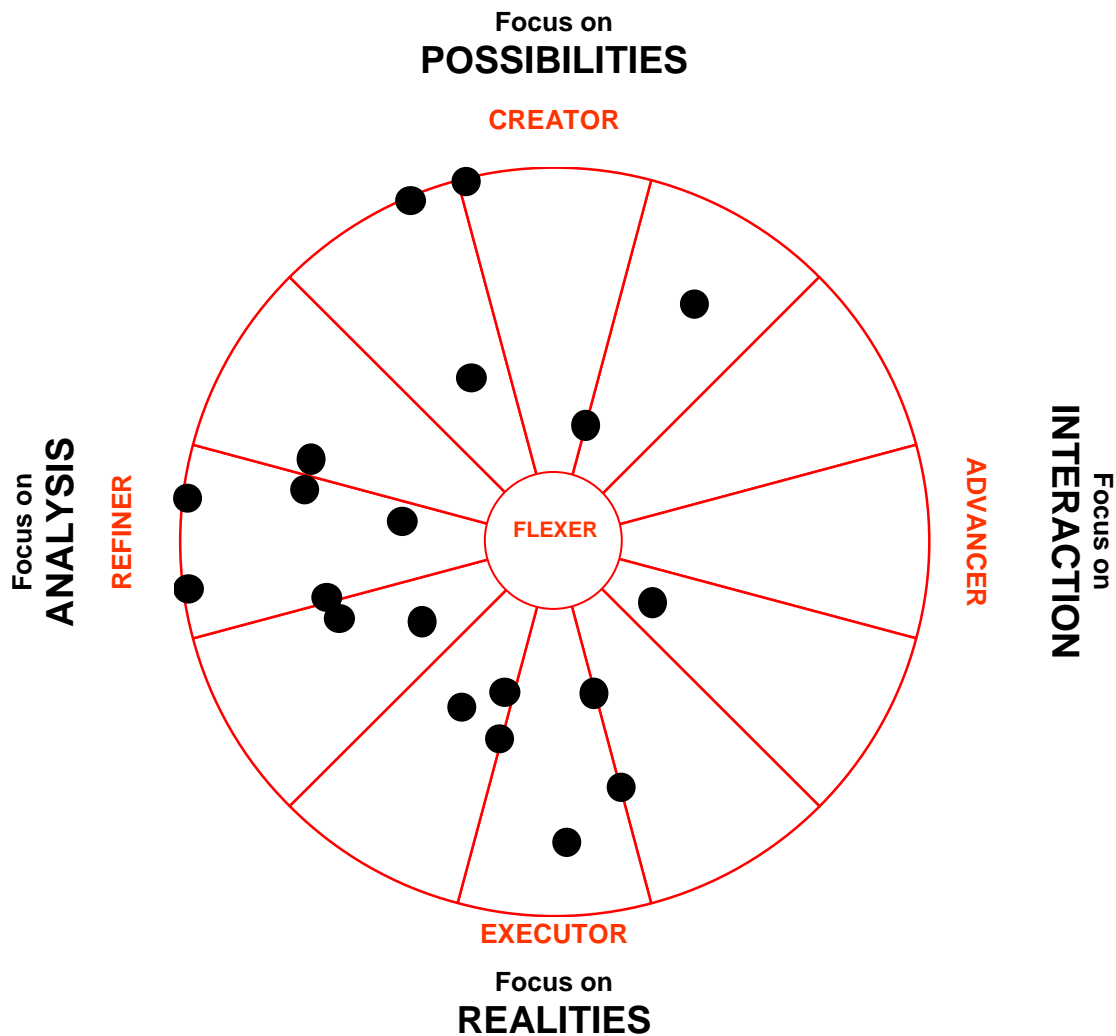 Focus on
POSSIBILITIES
CREATOR
Focus on
ANALYSIS
REFINER
FLEXER
ADVANCER
Focus on
INTERACTION
EXECUTOR
Focus on
REALITIES